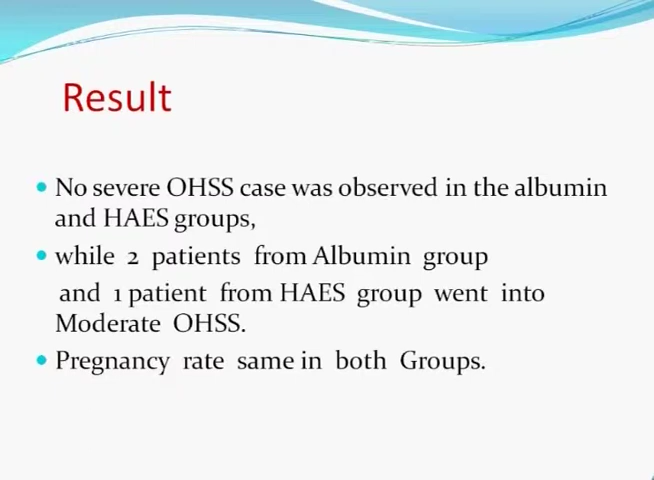 Result
• No severe OHSS case was observed in the albumin
and HAES groups,
• while 2 patients from Albumin group
and 1 patient from HAES group went into
Moderate OHSS.
• Pregnancy rate same in both Groups.